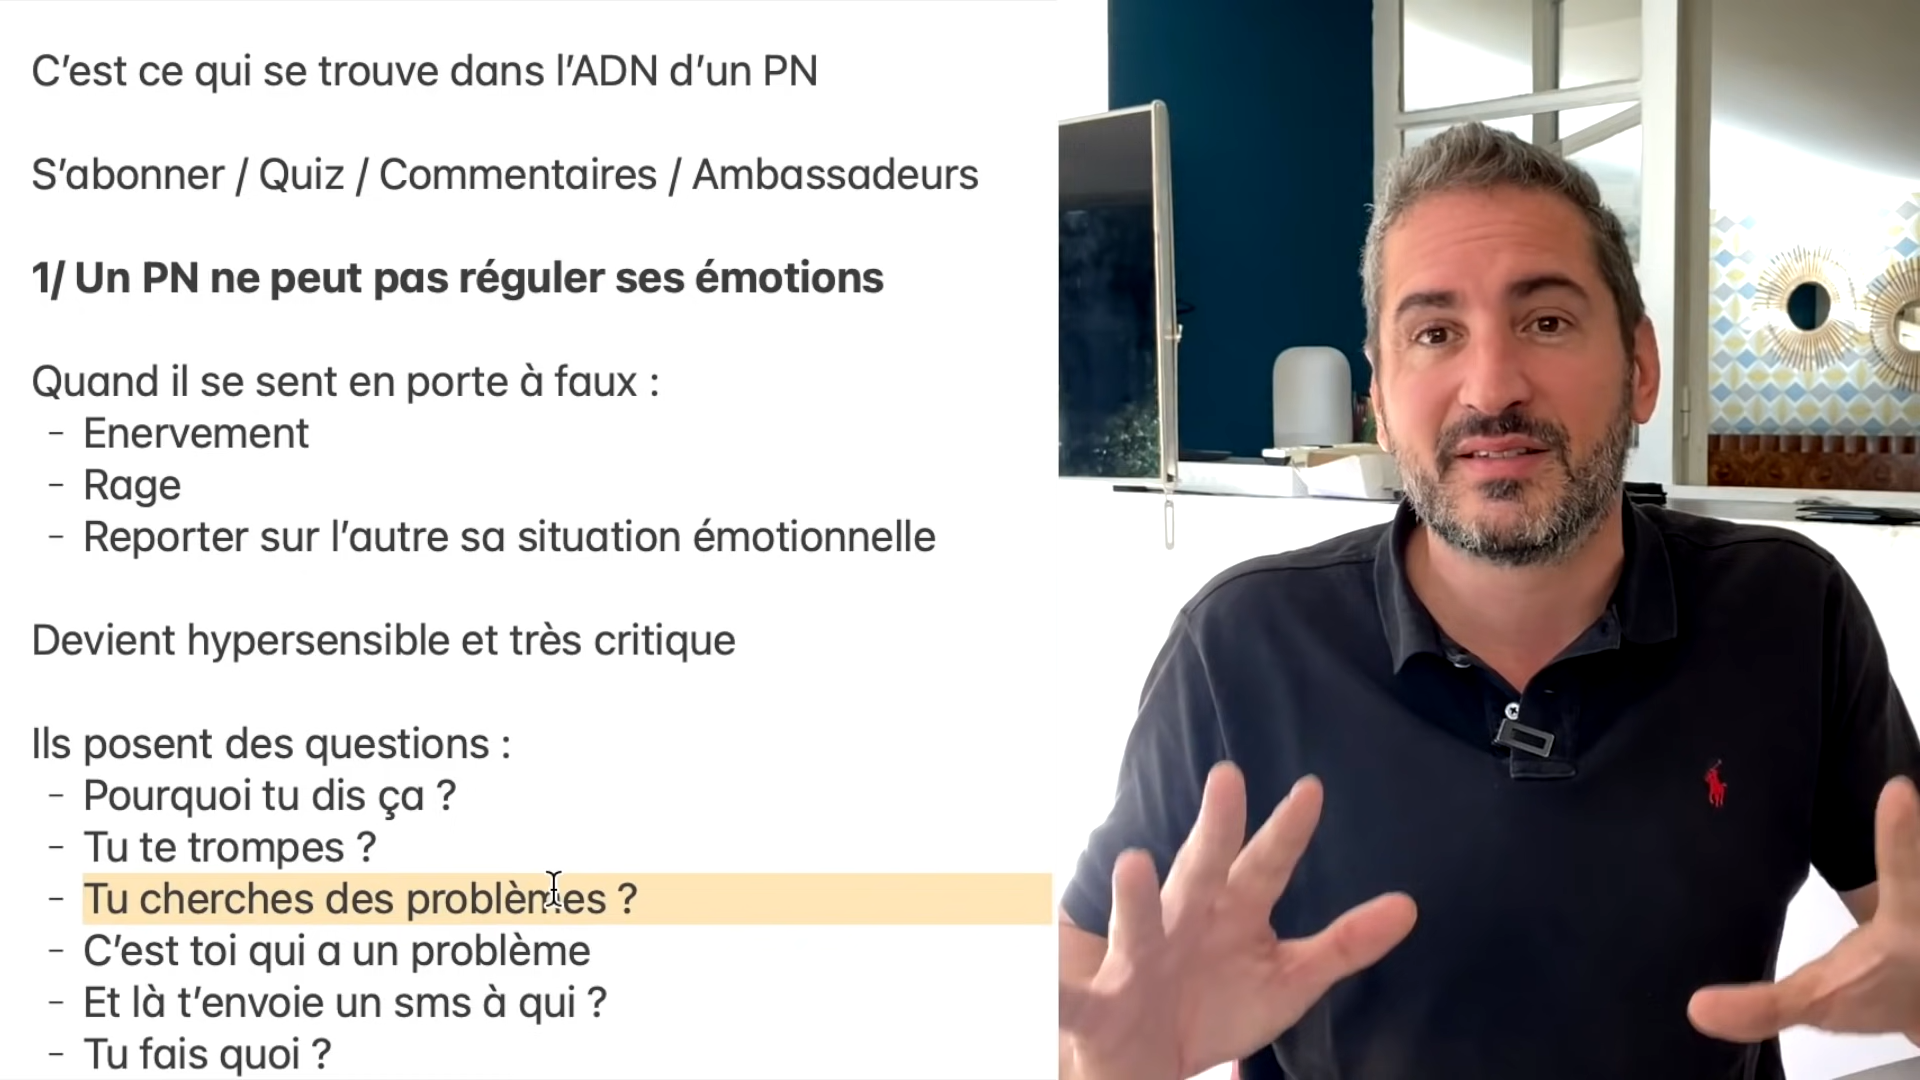 C’est ce qui se trouve dans l’ADN d’un PN
S’abonner / Quiz / Commentaires / Ambassadeurs
1/ Un PN ne peut pas réguler ses émotions
Quand il se sent en porte à faux :
- Enervement
- Rage
- Reporter sur l’autre sa situation émotionnelle
Devient hypersensible et très critique
Ils posent des questions :
- Pourquoi tu dis ça ?
- Tu te trompes ?
- Tu cherches des problèmes ?
- C’est toi qui a un problème
- Et là t’envoie un sms à qui ?
- Tu fais quoi ?